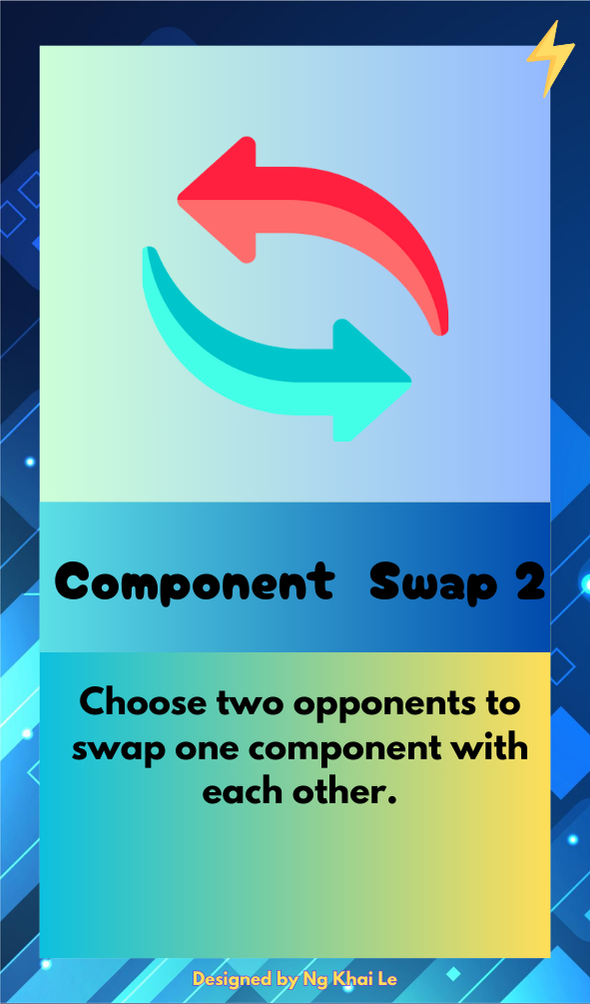 Component Swap 2
Choose two opponents to
swap one component with
each other.
Designed by Ng Khai Le